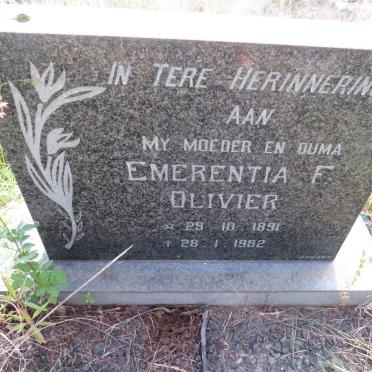 IN TERE HERINNERIN
AAN
MY MOEDER EN OUMA
EMERENTIA F.
OLIVIER
* 29 · 10 · 1891
† 28 · 1 · 1982